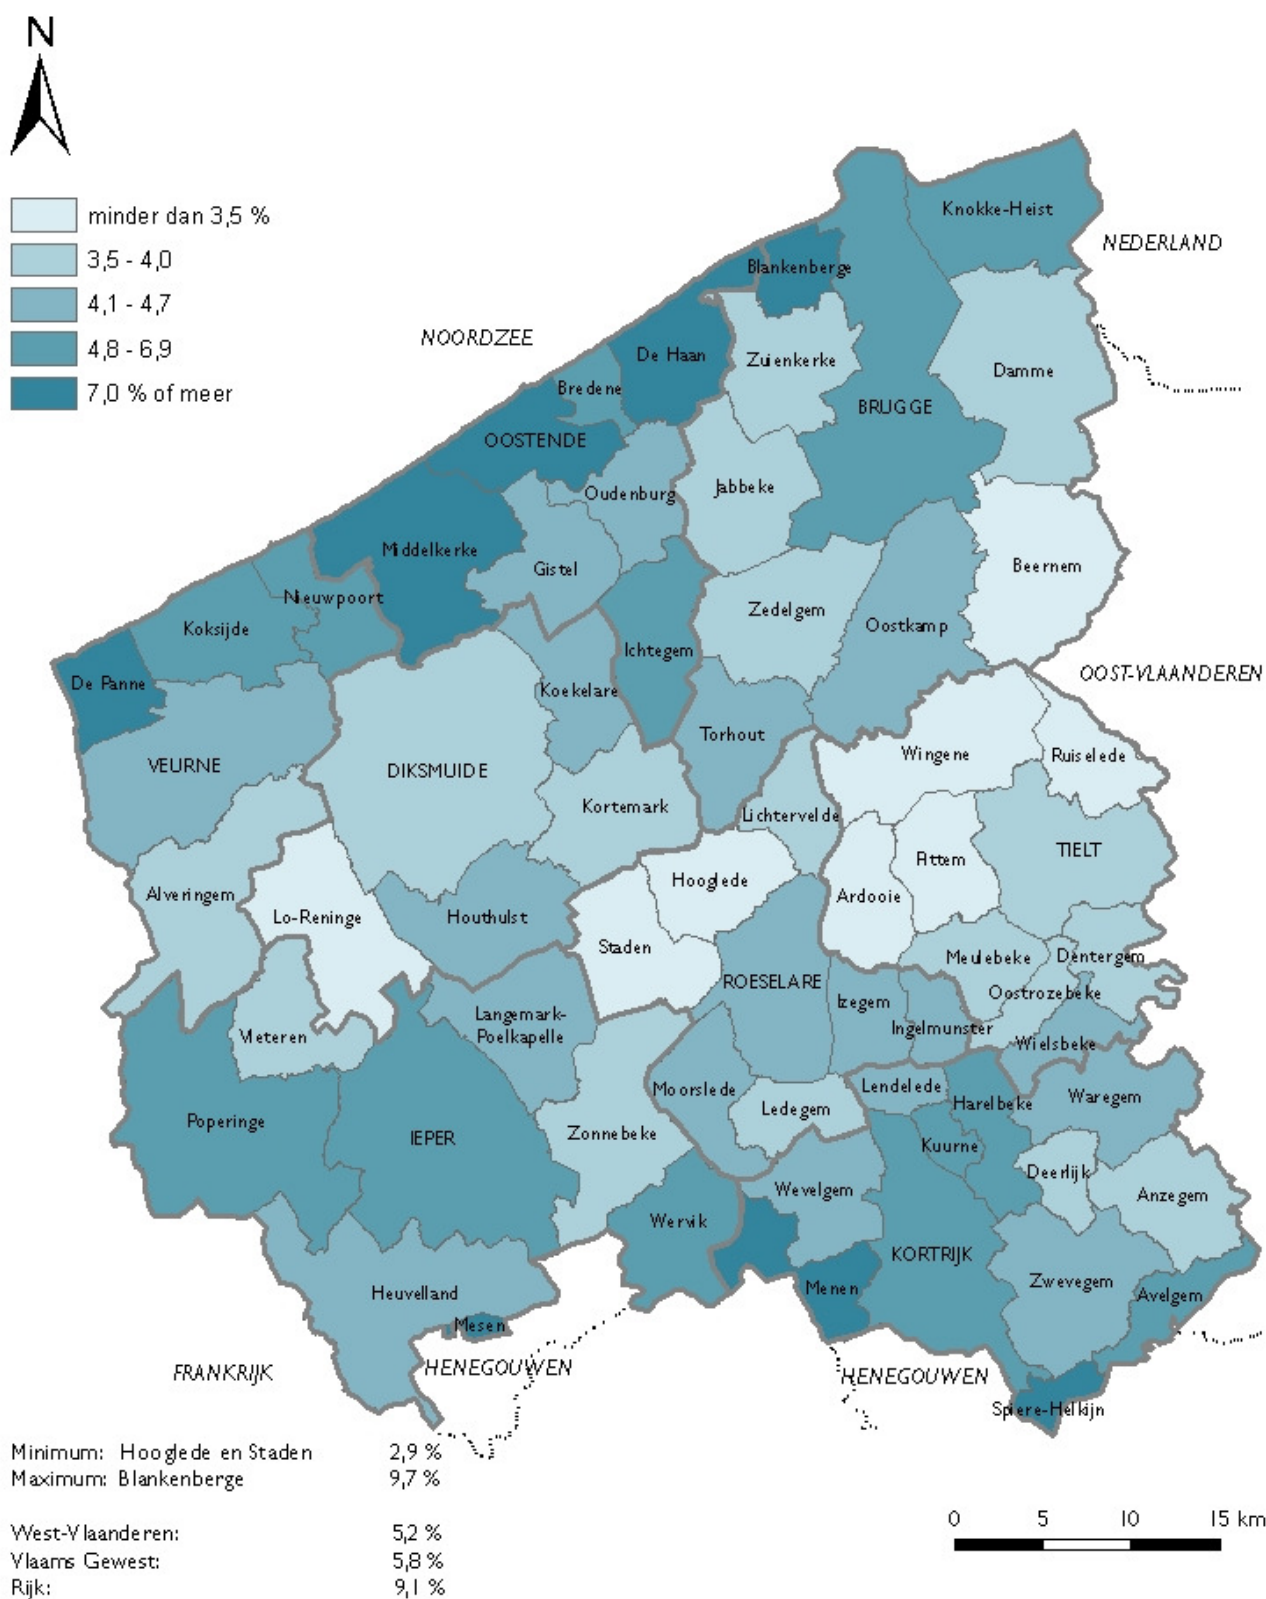 N
minder dan 3,5 %
3,5 - 4,0
4,1 - 4,7
4,8 - 6,9
7,0 % of meer
Knokke-Heist
NEDERLAND
Blankenberge
NOORDZEE
De Haan
Zuienkerke
Damme
Bredene
BRUGGE
OOSTENDE
Jabbeke
Oudenburg
Middelkerke
Gistel
Beernem
Nieuwpoort
Zedelgem
Koksijde
Oostkamp
Ichtegem
De Panne
Koekelare
OOST-VLAANDEREN
Torhout
VEURNE
DIKSMUIDE
Wingene
Ruiselede
Kortemark
Lichtervelde
TIELT
Pittem
Hooglede
Alveringem
Ardooie
Lo-Reninge
Houthulst
Staden
Meulebeke
Dentergem
ROESELARE
Oostrozebeke
Izegem
Langemark-
Poelkapelle
Ingelmunster
Vleteren
Wielsbeke
Moorslede
Lendelede
Waregem
Harelbeke
Ledegem
Poperinge
IEPER
Zonnebeke
Kuurne
Deerlijk
Wevelgem
Anzegem
Wervik
KORTRIJK
Zwevegem
Menen
Heuvelland
Avelgem
Mesen
FRANKRIJK
HENEGOUWEN
HENEGOUWEN
Spiere-Helkijn
Minimum: Hooglede en Staden 2,9 %
Maximum: Blankenberge 9,7 %
West-Vlaanderen: 5,2 %
Vlaams Gewest: 5,8 %
Rijk: 9,1 %
0 5 10 15 km